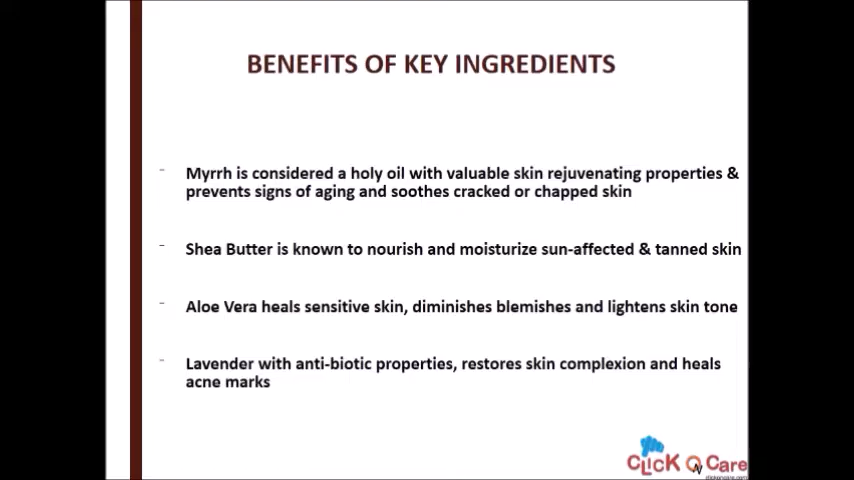 BENEFITS OF KEY INGREDIENTS
- Myrrh is considered a holy oil with valuable skin rejuvenating properties &
prevents signs of aging and soothes cracked or chapped skin
- Shea Butter is known to nourish and moisturize sun-affected & tanned skin
- Aloe Vera heals sensitive skin, diminishes blemishes and lightens skin tone
- Lavender with anti-biotic properties, restores skin complexion and heals
acne marks
CLicK ON Care
clickoncare.com